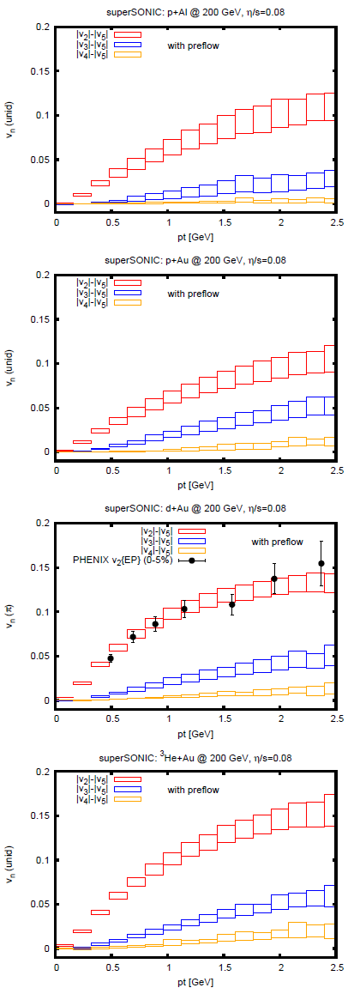 superSONIC: p+Al @ 200 GeV, η/s=0.08
|v2|-|v5|
|v3|-|v5|
|v4|-|v5|
with preflow
0.2
0.15
0.1
0.05
0
vn (unid)
0 0.5 1 1.5 2 2.5
pt [GeV]
superSONIC: p+Au @ 200 GeV, η/s=0.08
|v2|-|v5|
|v3|-|v5|
|v4|-|v5|
with preflow
0.2
0.15
0.1
0.05
0
vn (unid)
0 0.5 1 1.5 2 2.5
pt [GeV]
superSONIC: d+Au @ 200 GeV, η/s=0.08
|v2|-|v5|
|v3|-|v5|
|v4|-|v5|
PHENIX v2{EP} (0-5%)
with preflow
0.2
0.15
0.1
0.05
0
vn (π)
0 0.5 1 1.5 2 2.5
pt [GeV]
superSONIC: 3He+Au @ 200 GeV, η/s=0.08
|v2|-|v5|
|v3|-|v5|
|v4|-|v5|
with preflow
0.2
0.15
0.1
0.05
0
vn (unid)
0 0.5 1 1.5 2 2.5
pt [GeV]